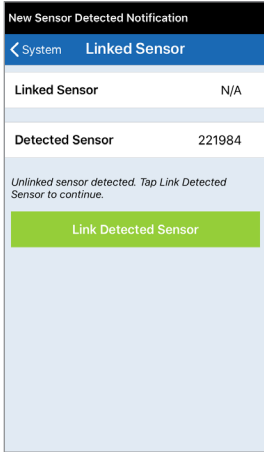 New Sensor Detected Notification
System Linked Sensor
Linked Sensor N/A
Detected Sensor 221984
Unlinked sensor detected. Tap Link Detected
Sensor to continue.
Link Detected Sensor